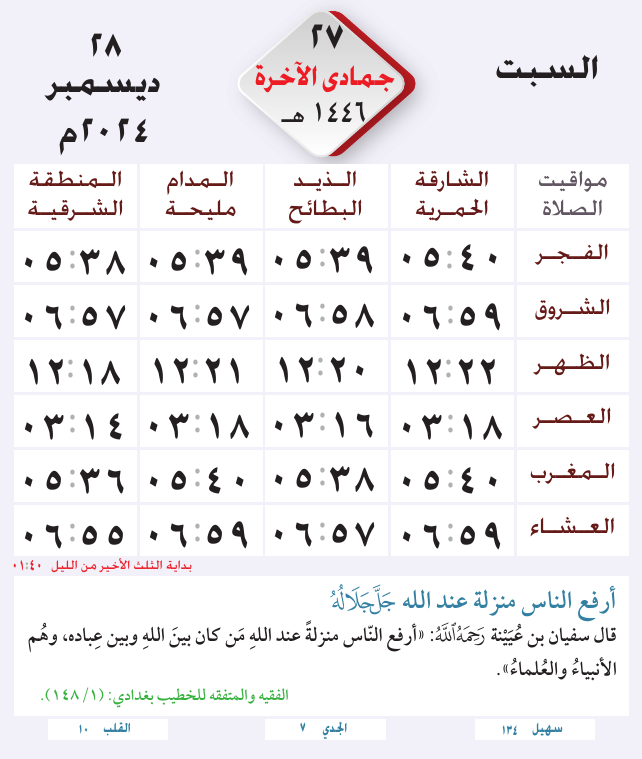 السبت
٢٧
جمادى الآخرة
١٤٤٦ هـ
٢٨
ديسمبر
٢٠٢٤م
مواقيت الصلاة | الشارقة الحمرية | الذيد البطائح | المدام مليحة | المنطقة الشرقية
الفجر ٠٥:٤٠ ٠٥:٣٩ ٠٥:٣٩ ٠٥:٣٨
الشروق ٠٦:٥٩ ٠٦:٥٨ ٠٦:٥٧ ٠٦:٥٧
الظهر ١٢:٢٢ ١٢:٢٠ ١٢:٢١ ١٢:١٨
العصر ٠٣:١٨ ٠٣:١٦ ٠٣:١٨ ٠٣:١٤
المغرب ٠٥:٤٠ ٠٥:٣٨ ٠٥:٤٠ ٠٥:٣٦
العشاء ٠٦:٥٩ ٠٦:٥٧ ٠٦:٥٩ ٠٦:٥٥
بداية الثلث الأخير من الليل ٠١:٤٠
أرفع الناس منزلة عند الله جَلَّجَلَالُهُ
قال سفيان بن عُيَيْنة رَحِمَهُ ٱللَّهُ: «أرفع النّاس منزلةً عند اللهِ مَن كان بينَ اللهِ وبين عِباده، وهُم
الأنبياءُ والعُلماءُ».
الفقيه والمتفقه للخطيب بغدادي: (١/ ١٤٨).
سهيل ١٣٤ الجدي ٧ القلب ١٠